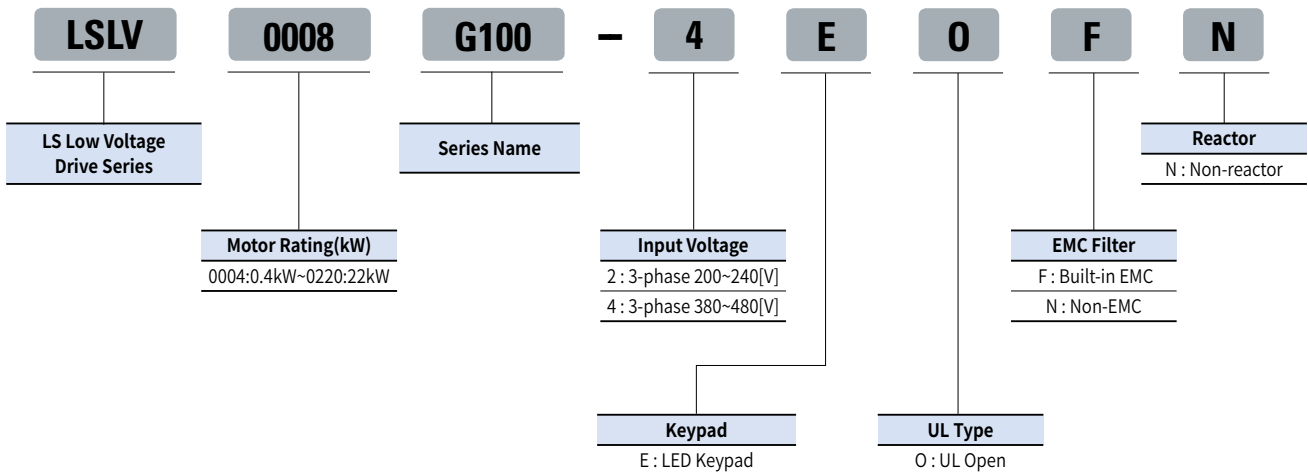 LSLV 0008 G100 – 4 E O F N
LS Low Voltage
Drive Series
Series Name
Reactor
N : Non-reactor
Motor Rating(kW)
0004:0.4kW~0220:22kW
Input Voltage
2 : 3-phase 200~240[V]
4 : 3-phase 380~480[V]
EMC Filter
F : Built-in EMC
N : Non-EMC
Keypad
E : LED Keypad
UL Type
O : UL Open